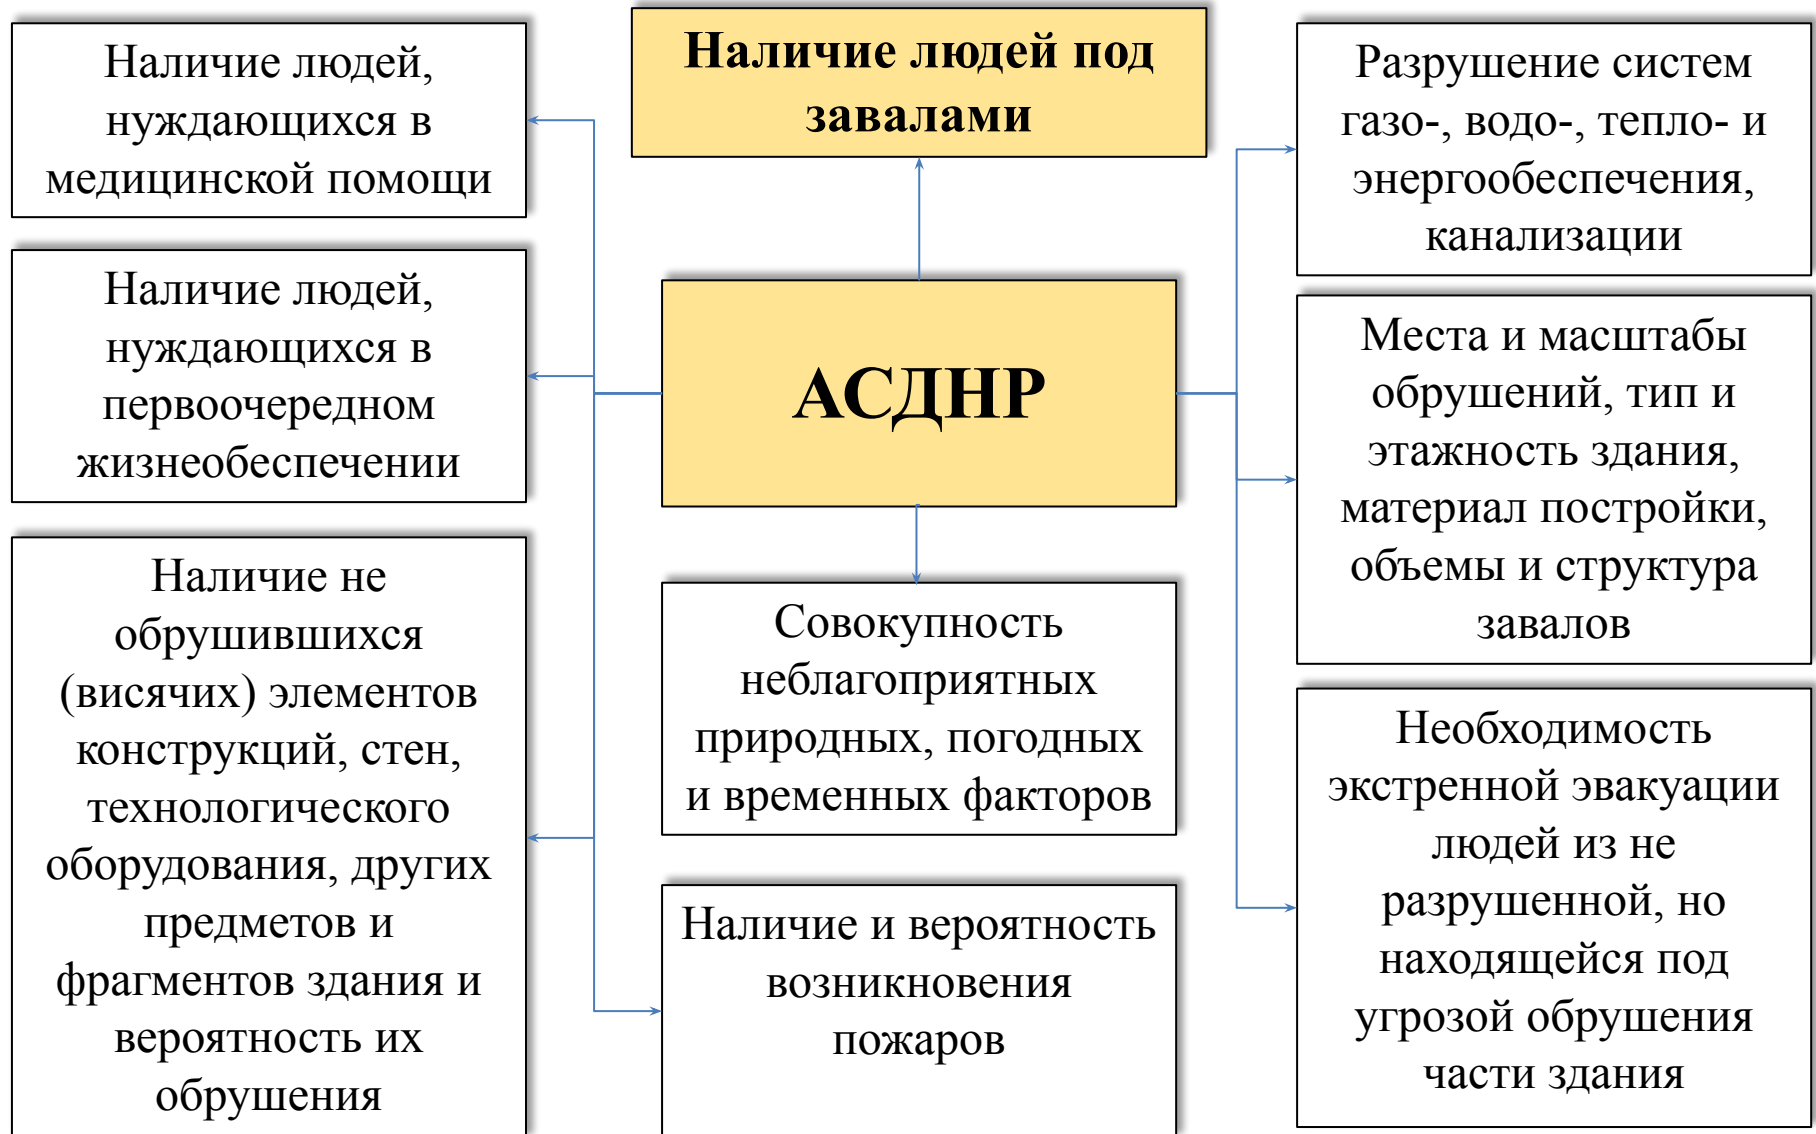 Наличие людей,
нуждающихся в
медицинской помощи
Наличие людей под
завалами
Разрушение систем
газо-, водо-, тепло- и
энергообеспечения,
канализации
Наличие людей,
нуждающихся в
первоочередном
жизнеобеспечении
АСДНР
Места и масштабы
обрушений, тип и
этажность здания,
материал постройки,
объемы и структура
завалов
Наличие не
обрушившихся
(висячих) элементов
конструкций, стен,
технологического
оборудования, других
предметов и
фрагментов здания и
вероятность их
обрушения
Совокупность
неблагоприятных
природных, погодных
и временных факторов
Наличие и вероятность
возникновения
пожаров
Необходимость
экстренной эвакуации
людей из не
разрушенной, но
находящейся под
угрозой обрушения
части здания